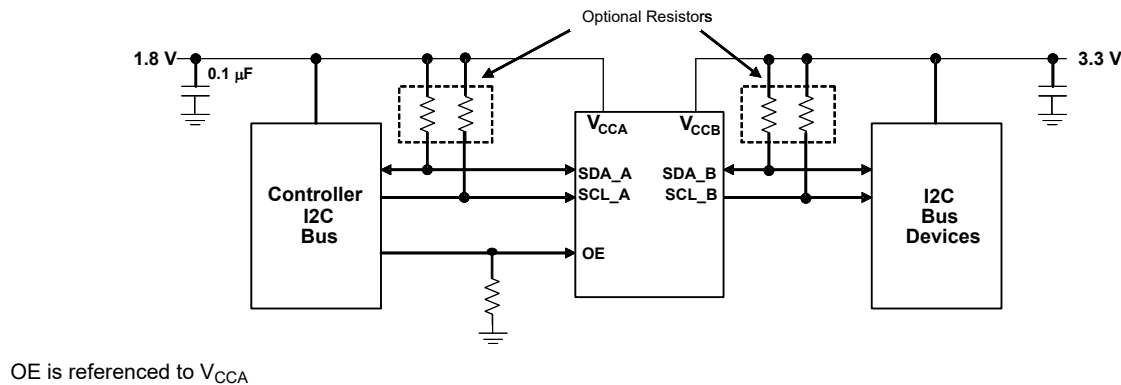 Optional Resistors
1.8 V
0.1 μF
3.3 V
VCCA
VCCB
SDA_A
SDA_B
SCL_A
SCL_B
OE
Controller
I2C
Bus
I2C
Bus
Devices
OE is referenced to VCCA